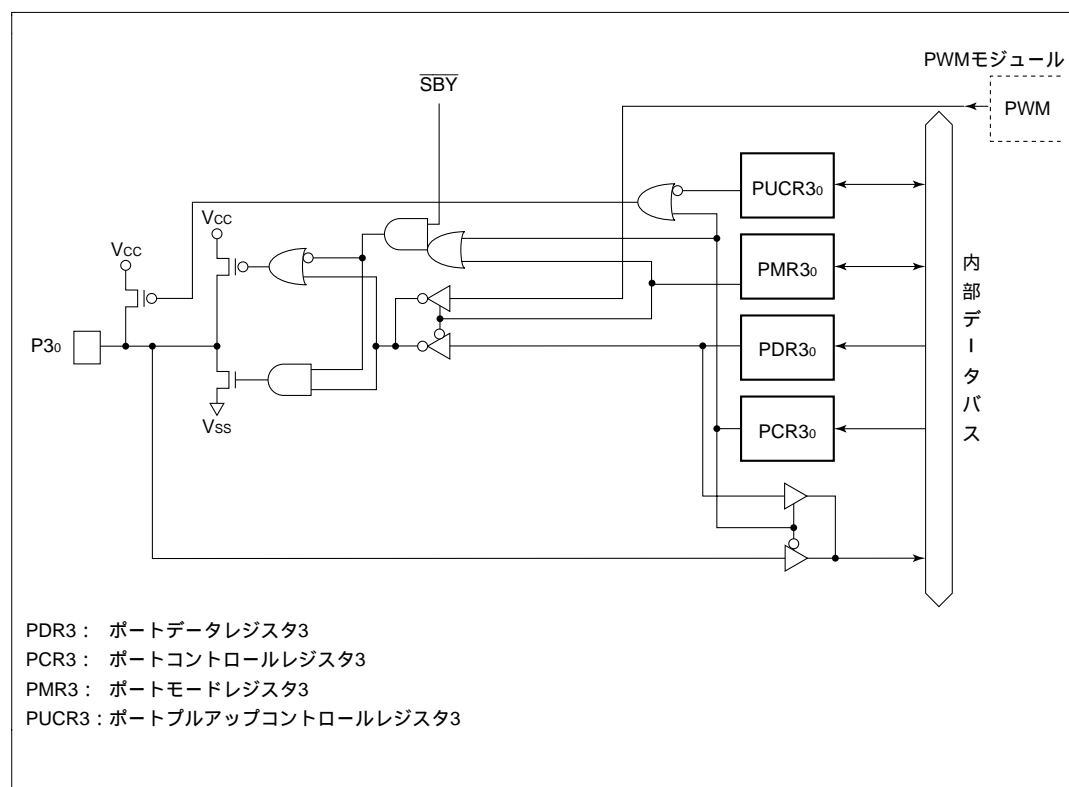 PWMモジュール
PWM
SBY
PUCR3₀
VCC
VCC
PMR3₀
P3₀
PDR3₀
VSS
PCR3₀
内部データバス
PDR3： ポートデータレジスタ3
PCR3： ポートコントロールレジスタ3
PMR3： ポートモードレジスタ3
PUCR3：ポートプルアップコントロールレジスタ3